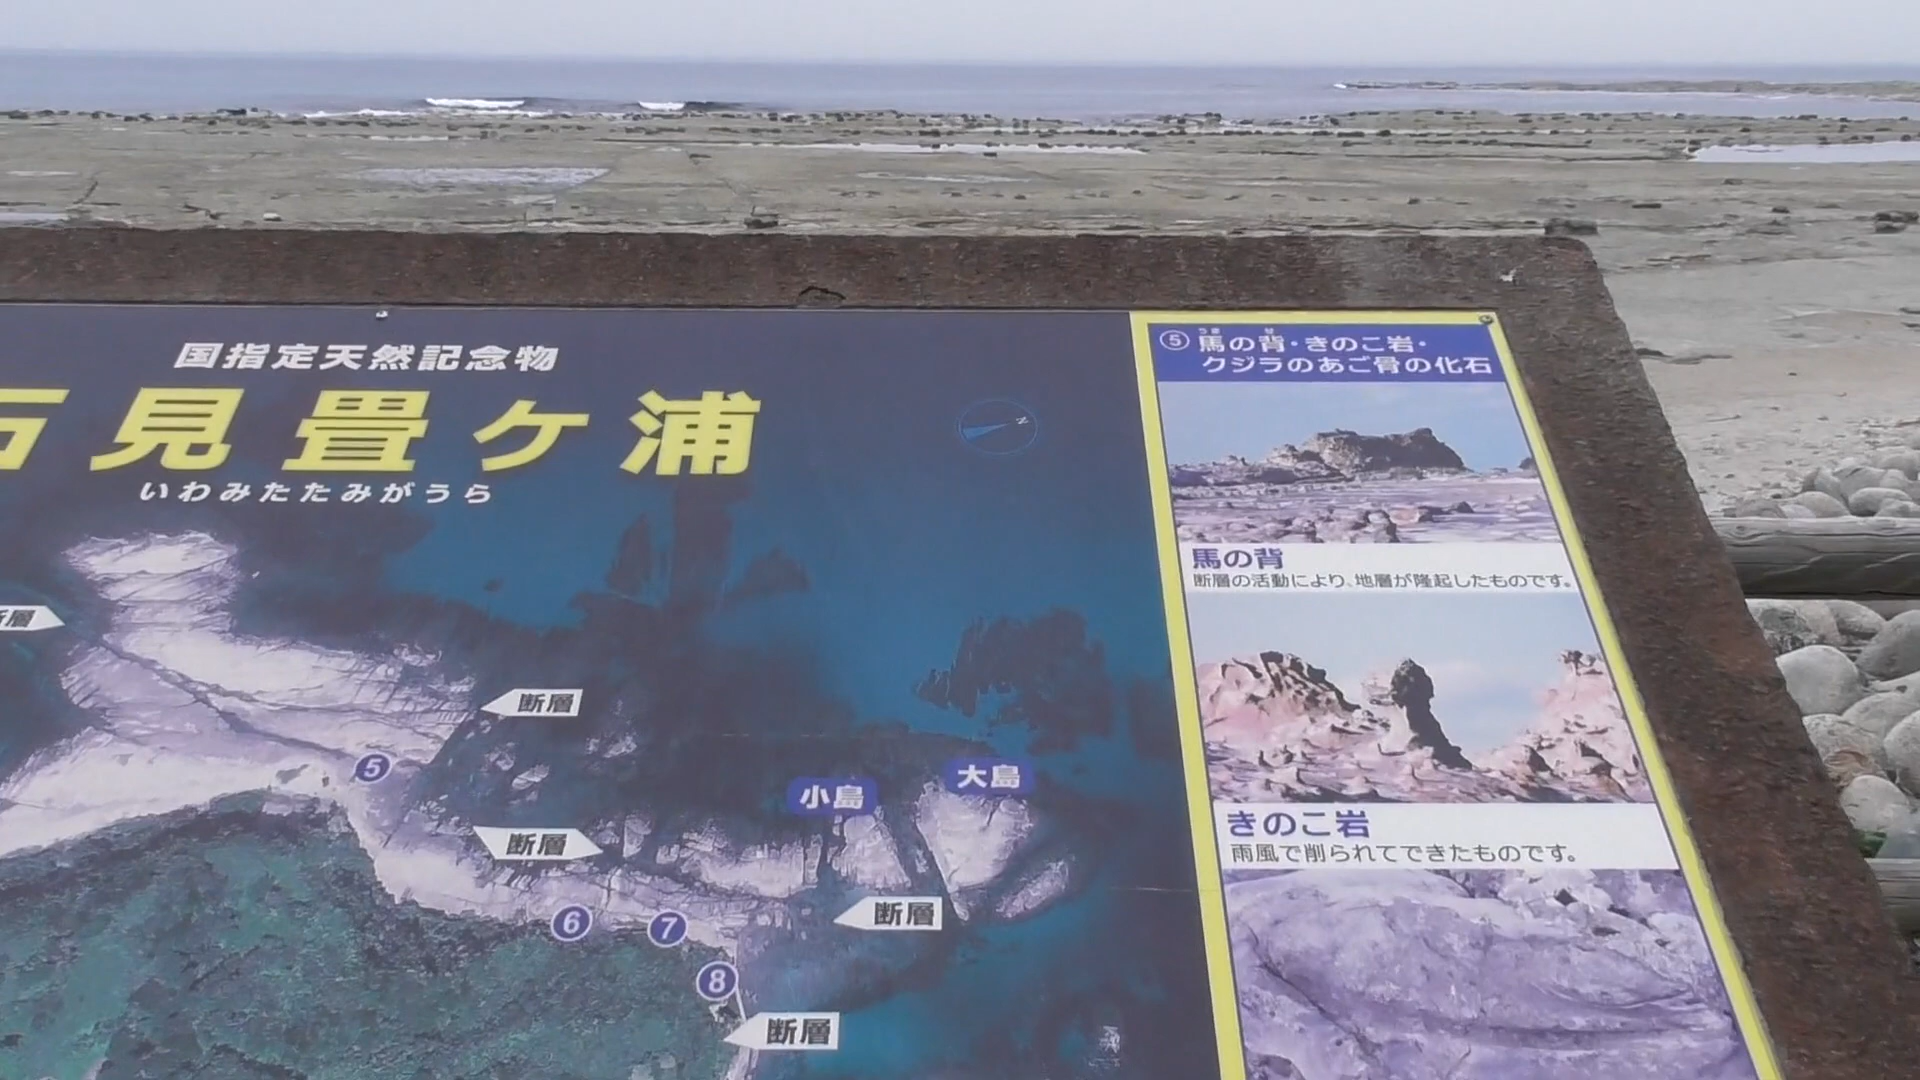 国指定天然記念物
石見畳ヶ浦
いわみたたみがうら
断層
断層
断層
断層
断層
小島
大島
5
6
7
8
N
うま せ
⑤馬の背・きのこ岩・
クジラのあご骨の化石
馬の背
断層の活動により、地層が隆起したものです。
きのこ岩
雨風で削られてできたものです。